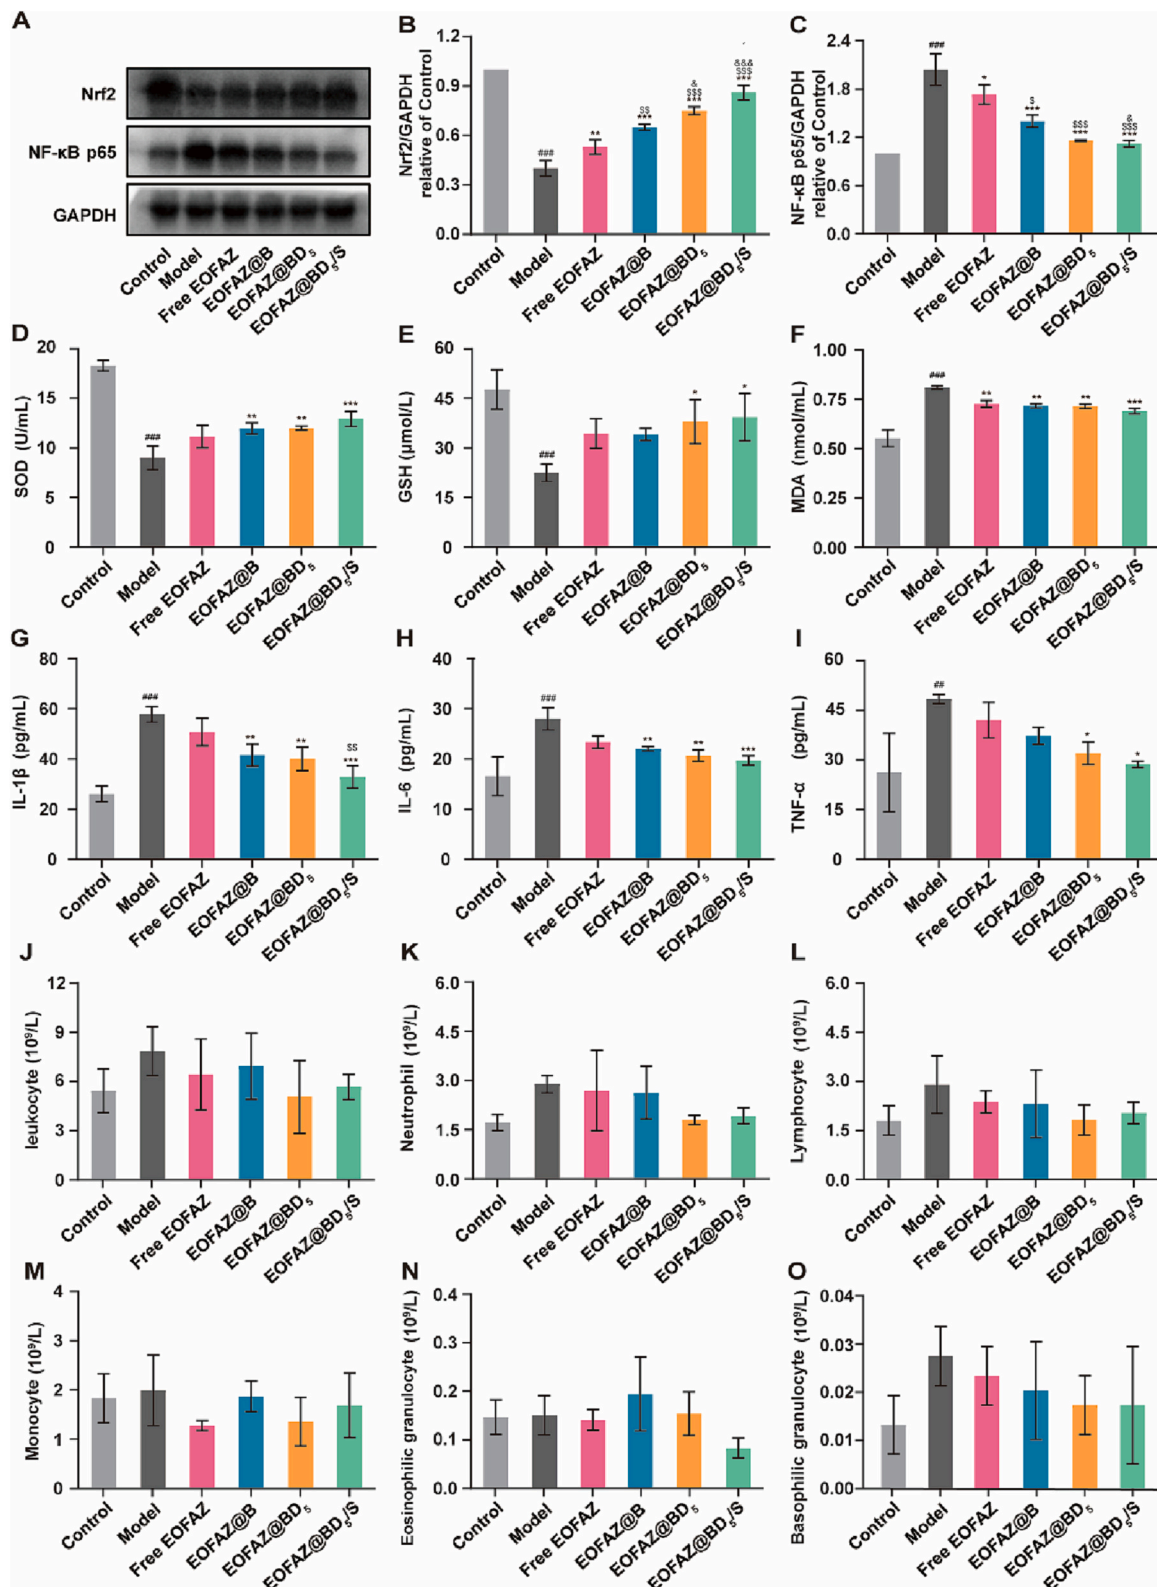 A
Nrf2
NF-κB p65
GAPDH
Control
Model
Free EOFAZ
EOFAZ@B
EOFAZ@BD5
EOFAZ@BD5/S
B
Nrf2/GAPDH
relative of Control
1.2
0.9
0.6
0.3
0.0
###
**
$$
***
&
$$$
***
&&&
$$$
***
Control
Model
Free EOFAZ
EOFAZ@B
EOFAZ@BD5
EOFAZ@BD5/S
C
NF-κB p65/GAPDH
relative of Control
2.4
1.8
1.2
0.6
0.0
###
*
$
***
$$$
***
&
$$$
***
Control
Model
Free EOFAZ
EOFAZ@B
EOFAZ@BD5
EOFAZ@BD5/S
D
SOD (U/mL)
20
15
10
5
0
###
**
**
***
Control
Model
Free EOFAZ
EOFAZ@B
EOFAZ@BD5
EOFAZ@BD5/S
E
GSH (μmol/L)
60
45
30
15
0
###
*
*
Control
Model
Free EOFAZ
EOFAZ@B
EOFAZ@BD5
EOFAZ@BD5/S
F
MDA (nmol/mL)
1.00
0.75
0.50
0.25
0.00
###
**
**
**
***
Control
Model
Free EOFAZ
EOFAZ@B
EOFAZ@BD5
EOFAZ@BD5/S
G
IL-1β (pg/mL)
80
60
40
20
0
###
**
**
$$
***
Control
Model
Free EOFAZ
EOFAZ@B
EOFAZ@BD5
EOFAZ@BD5/S
H
IL-6 (pg/mL)
40
30
20
10
0
###
**
**
***
Control
Model
Free EOFAZ
EOFAZ@B
EOFAZ@BD5
EOFAZ@BD5/S
I
TNF-α (pg/mL)
60
45
30
15
0
##
*
*
Control
Model
Free EOFAZ
EOFAZ@B
EOFAZ@BD5
EOFAZ@BD5/S
J
leukocyte (10⁹/L)
12
9
6
3
0
Control
Model
Free EOFAZ
EOFAZ@B
EOFAZ@BD5
EOFAZ@BD5/S
K
Neutrophil (10⁹/L)
6.0
4.5
3.0
1.5
0.0
Control
Model
Free EOFAZ
EOFAZ@B
EOFAZ@BD5
EOFAZ@BD5/S
L
Lymphocyte (10⁹/L)
6.0
4.5
3.0
1.5
0.0
Control
Model
Free EOFAZ
EOFAZ@B
EOFAZ@BD5
EOFAZ@BD5/S
M
Monocyte (10⁹/L)
4
3
2
1
0
Control
Model
Free EOFAZ
EOFAZ@B
EOFAZ@BD5
EOFAZ@BD5/S
N
Eosinophilic granulocyte (10⁹/L)
0.4
0.3
0.2
0.1
0.0
Control
Model
Free EOFAZ
EOFAZ@B
EOFAZ@BD5
EOFAZ@BD5/S
O
Basophilic granulocyte (10⁹/L)
0.04
0.03
0.02
0.01
0.00
Control
Model
Free EOFAZ
EOFAZ@B
EOFAZ@BD5
EOFAZ@BD5/S